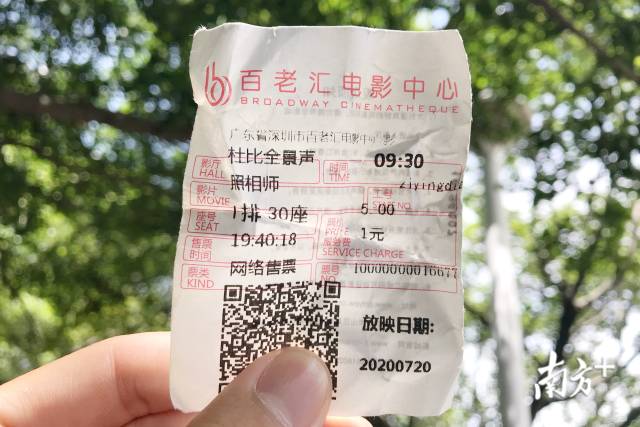 百老汇电影中心
BROADWAY CINEMATHEQUE
广东省深圳市百老汇电影中心
影厅 HALL 杜比全景声 时间 TIME 09:30
影片 MOVIE 照相师
座号 SEAT 排 30座 5.00
售票时间 19:40:18 票价 PRICE 1元
服务费 SERVICE CHARGE
票类 KIND 网络售票 票号 NO 10000000016677
放映日期:
20200720
南方+